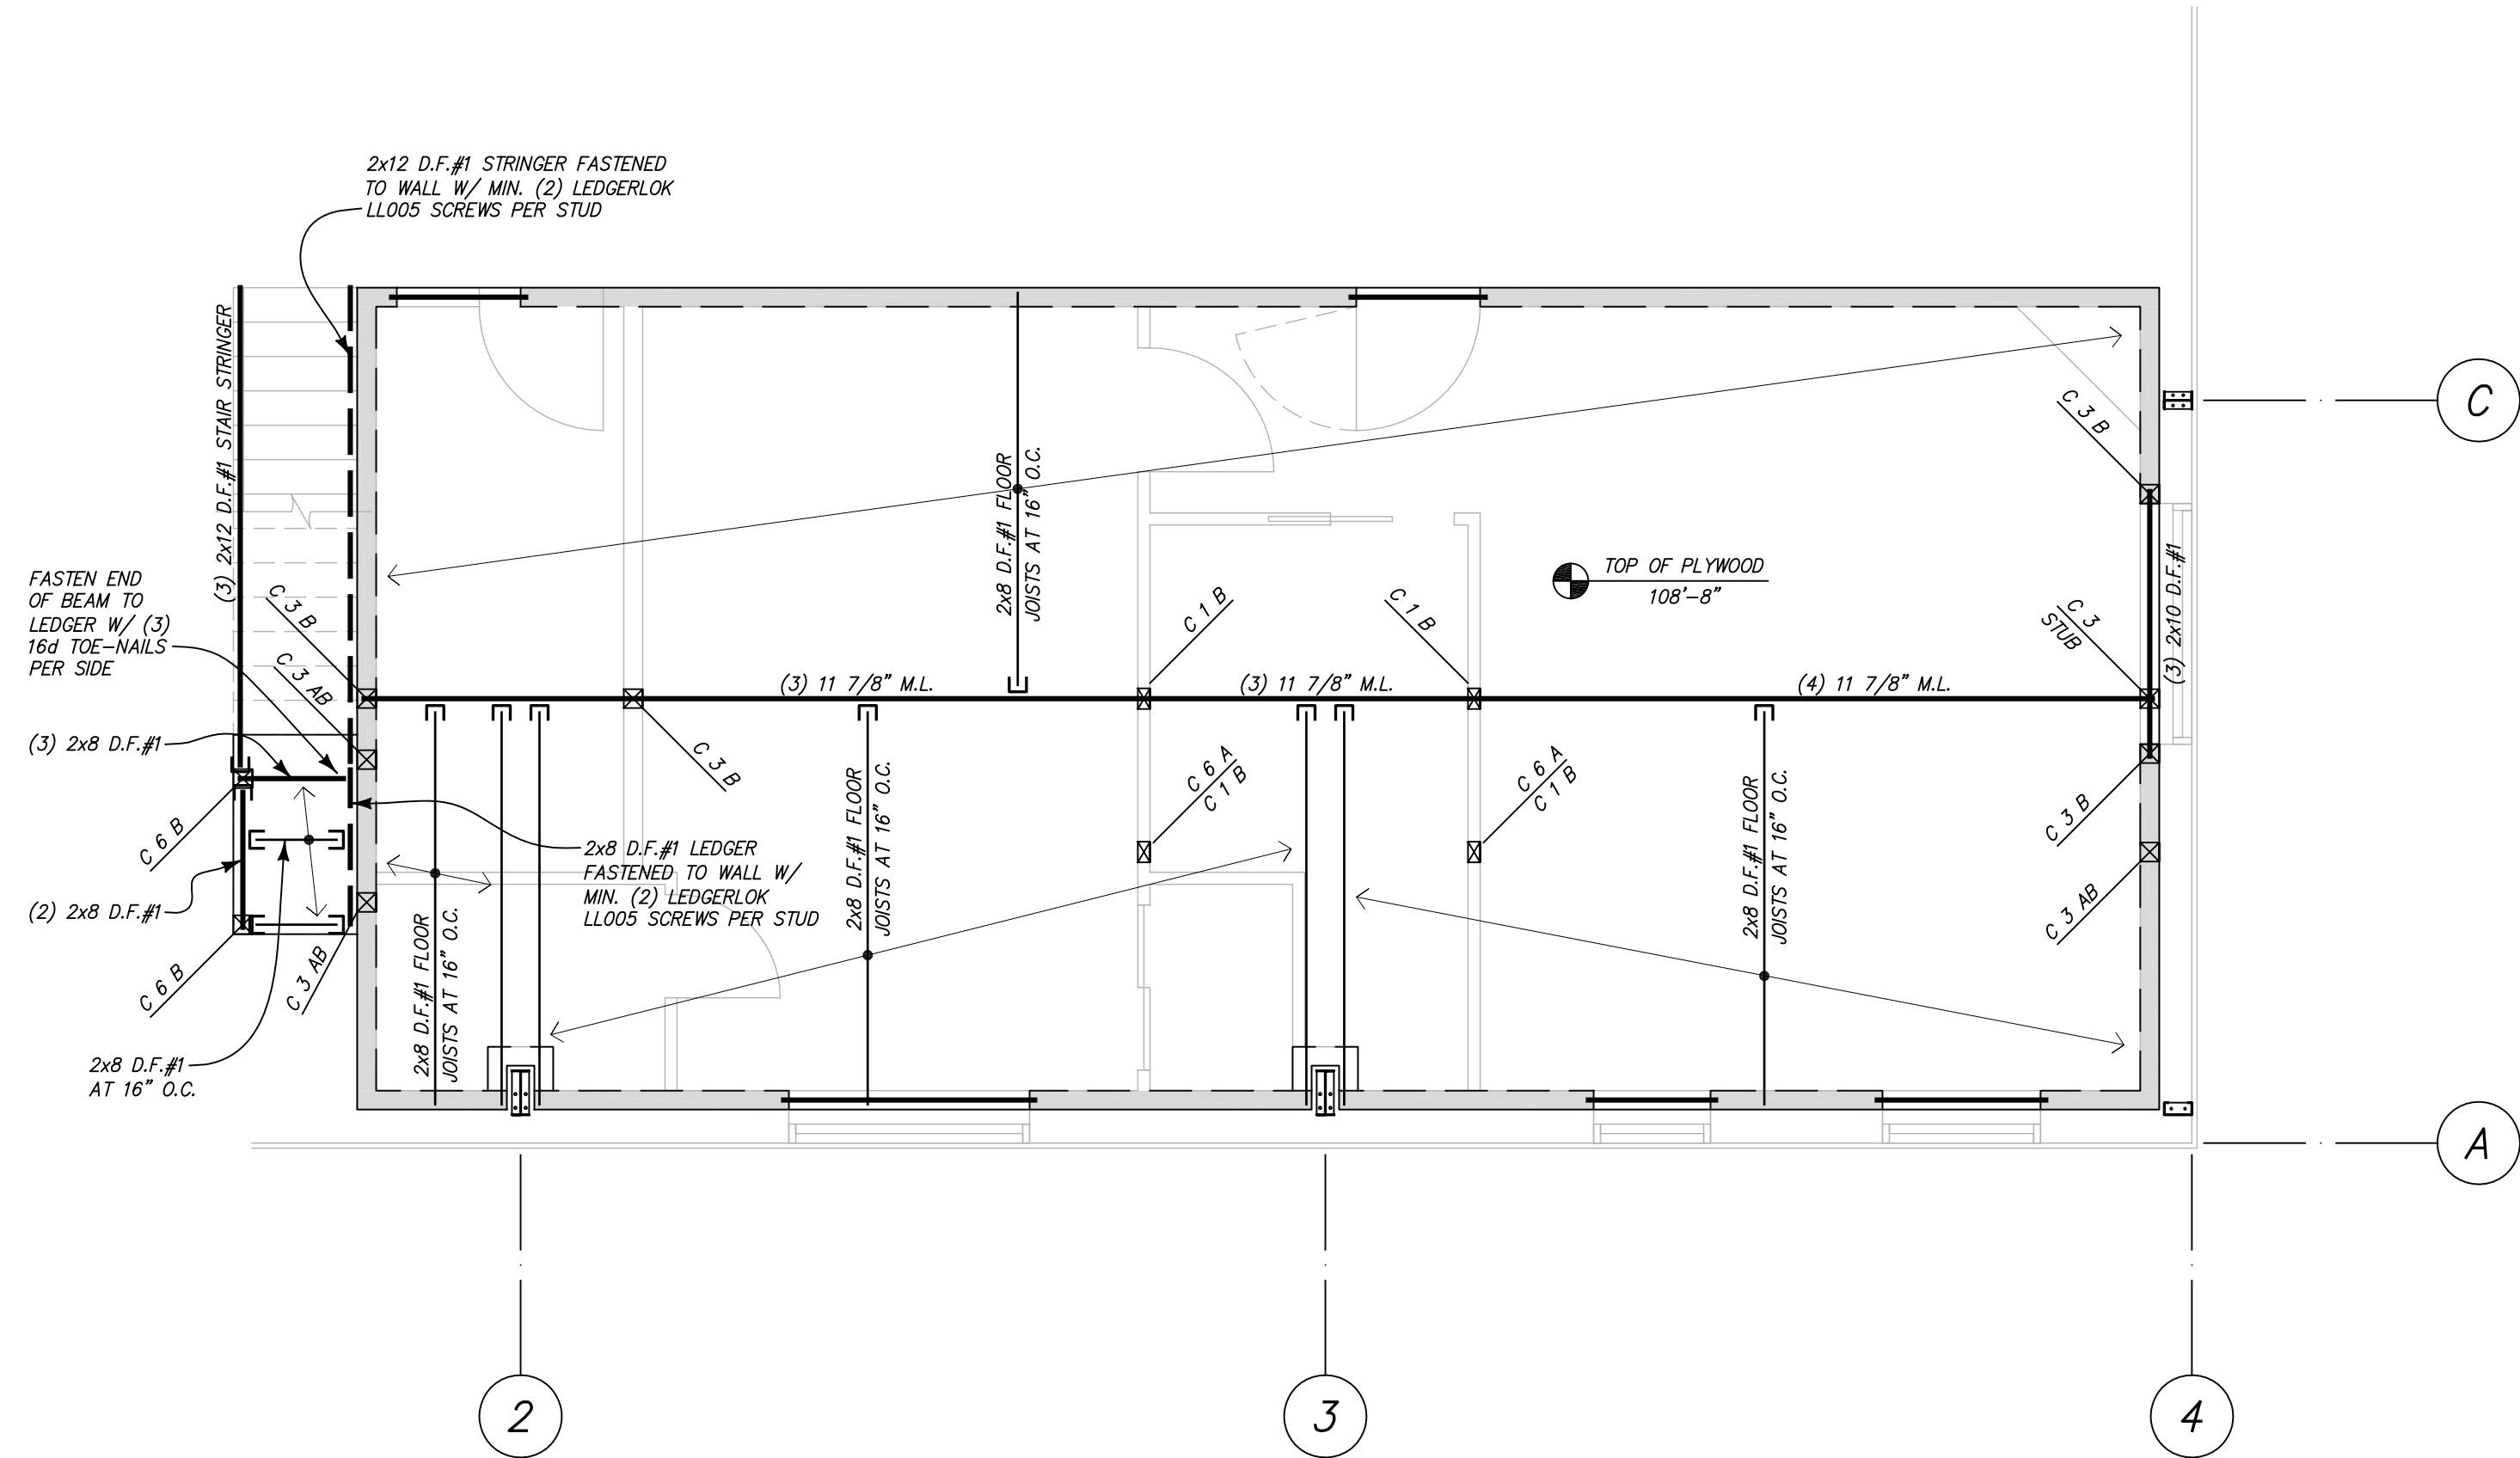 2x12 D.F.#1 STRINGER FASTENED
TO WALL W/ MIN. (2) LEDGERLOK
LL005 SCREWS PER STUD
(3) 2x12 D.F.#1 STAIR STRINGER
C
C 3 B
2x8 D.F.#1 FLOOR
JOISTS AT 16" O.C.
TOP OF PLYWOOD
108'-8"
FASTEN END
OF BEAM TO
LEDGER W/ (3)
16d TOE-NAILS
PER SIDE
C 3 B
C 3 AB
C 1 B
C 1 B
C 3
STUB
(3) 2x10 D.F.#1
(3) 11 7/8" M.L.
(3) 11 7/8" M.L.
(4) 11 7/8" M.L.
(3) 2x8 D.F.#1
C 3 B
C 6 A
C 1 B
C 6 A
C 1 B
C 3 B
C 6 B
2x8 D.F.#1 LEDGER
FASTENED TO WALL W/
MIN. (2) LEDGERLOK
LL005 SCREWS PER STUD
2x8 D.F.#1 FLOOR
JOISTS AT 16" O.C.
2x8 D.F.#1 FLOOR
JOISTS AT 16" O.C.
C 3 AB
(2) 2x8 D.F.#1
C 6 B
C 3 AB
2x8 D.F.#1 FLOOR
JOISTS AT 16" O.C.
2x8 D.F.#1
AT 16" O.C.
A
2
3
4